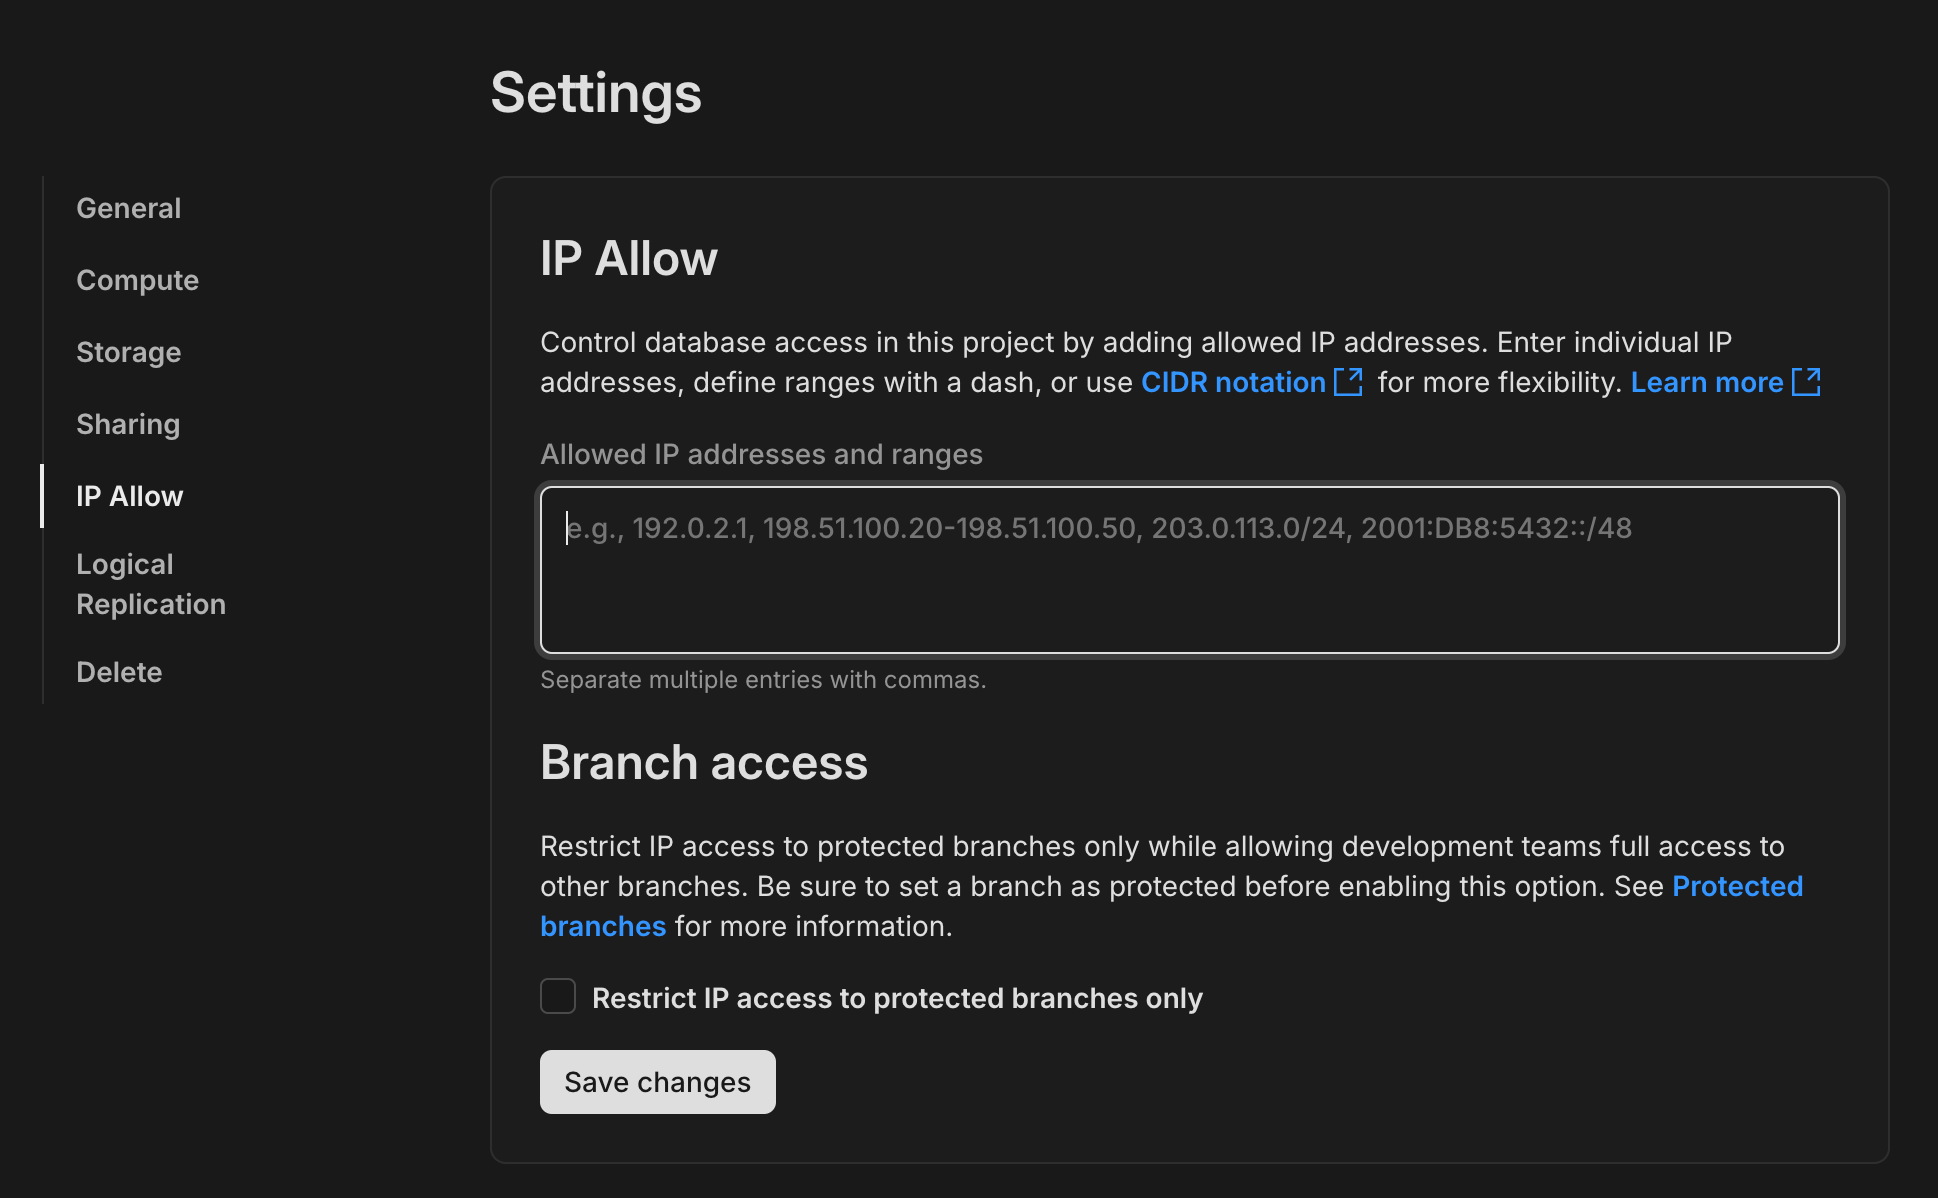 Settings
General
Compute
Storage
Sharing
IP Allow
Logical
Replication
Delete
IP Allow
Control database access in this project by adding allowed IP addresses. Enter individual IP
addresses, define ranges with a dash, or use CIDR notation for more flexibility. Learn more
Allowed IP addresses and ranges
e.g., 192.0.2.1, 198.51.100.20-198.51.100.50, 203.0.113.0/24, 2001:DB8:5432::/48
Separate multiple entries with commas.
Branch access
Restrict IP access to protected branches only while allowing development teams full access to
other branches. Be sure to set a branch as protected before enabling this option. See Protected
branches for more information.
Restrict IP access to protected branches only
Save changes